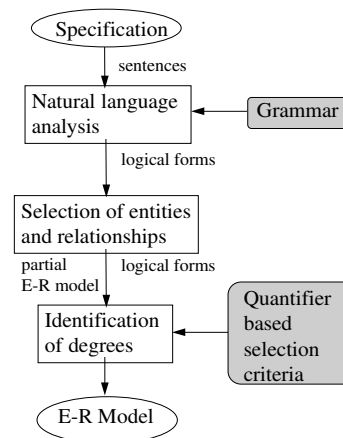 Specification
sentences
Natural language
analysis
Grammar
logical forms
Selection of entities
and relationships
partial
E-R model
logical forms
Identification
of degrees
Quantifier
based
selection
criteria
E-R Model